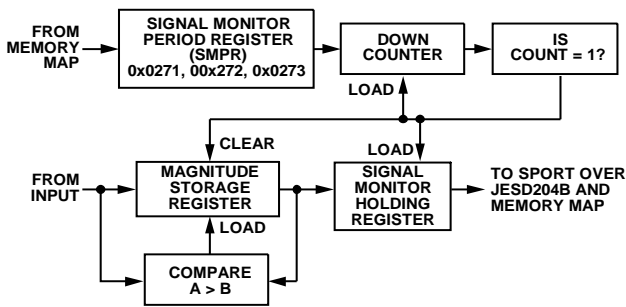 FROM
MEMORY
MAP
SIGNAL MONITOR
PERIOD REGISTER
(SMPR)
0x0271, 00x272, 0x0273
DOWN
COUNTER
IS
COUNT = 1?
LOAD
CLEAR
LOAD
FROM
INPUT
MAGNITUDE
STORAGE
REGISTER
SIGNAL
MONITOR
HOLDING
REGISTER
TO SPORT OVER
JESD204B AND
MEMORY MAP
LOAD
COMPARE
A > B